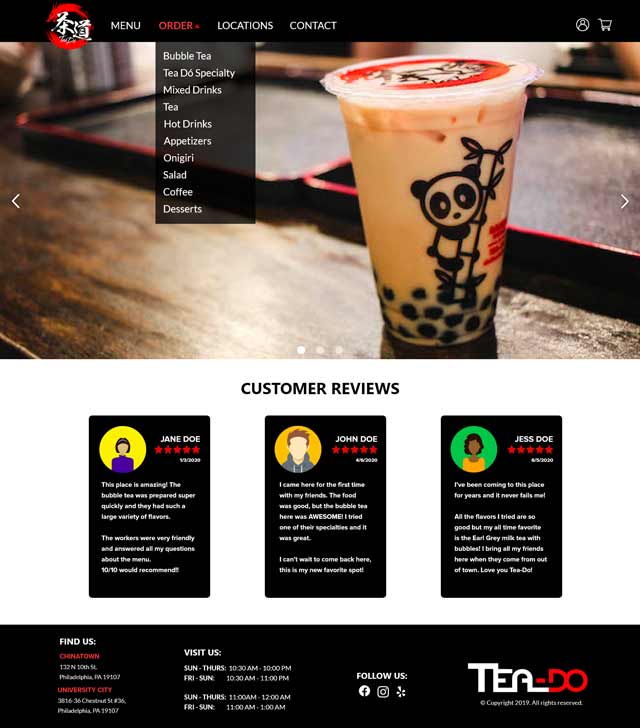 茶道
MENU ORDER LOCATIONS CONTACT
Bubble Tea
Tea Dó Specialty
Mixed Drinks
Tea
Hot Drinks
Appetizers
Onigiri
Salad
Coffee
Desserts
CUSTOMER REVIEWS
JANE DOE
1/3/2020
This place is amazing! The
bubble tea was prepared super
quickly and they had such a
large variety of flavors.
The workers were very friendly
and answered all my questions
about the menu.
10/10 would recommend!!
JOHN DOE
4/6/2020
I came here for the first time
with my friends. The food
was good, but the bubble tea
here was AWESOME! I tried
one of their specialties and it
was great.
I can't wait to come back here,
this is my new favorite spot!
JESS DOE
6/5/2020
I've been coming to this place
for years and it never fails me!
All the flavors I tried are so
good but my all time favorite
is the Earl Grey milk tea with
bubbles! I bring all my friends
here when they come from out
of town. Love you Tea-Do!
FIND US:
CHINATOWN
132 N 10th St,
Philadelphia, PA 19107
UNIVERSITY CITY
3816-36 Chestnut St #36,
Philadelphia, PA 19107
VISIT US:
SUN - THURS: 10:30 AM - 10:00 PM
FRI - SUN: 10:30 AM - 11:00 PM
SUN - THURS: 11:00AM - 12:00 AM
FRI - SUN: 11:00 AM - 1:00 AM
FOLLOW US:
TEA-DO
© Copyright 2019. All rights reserved.